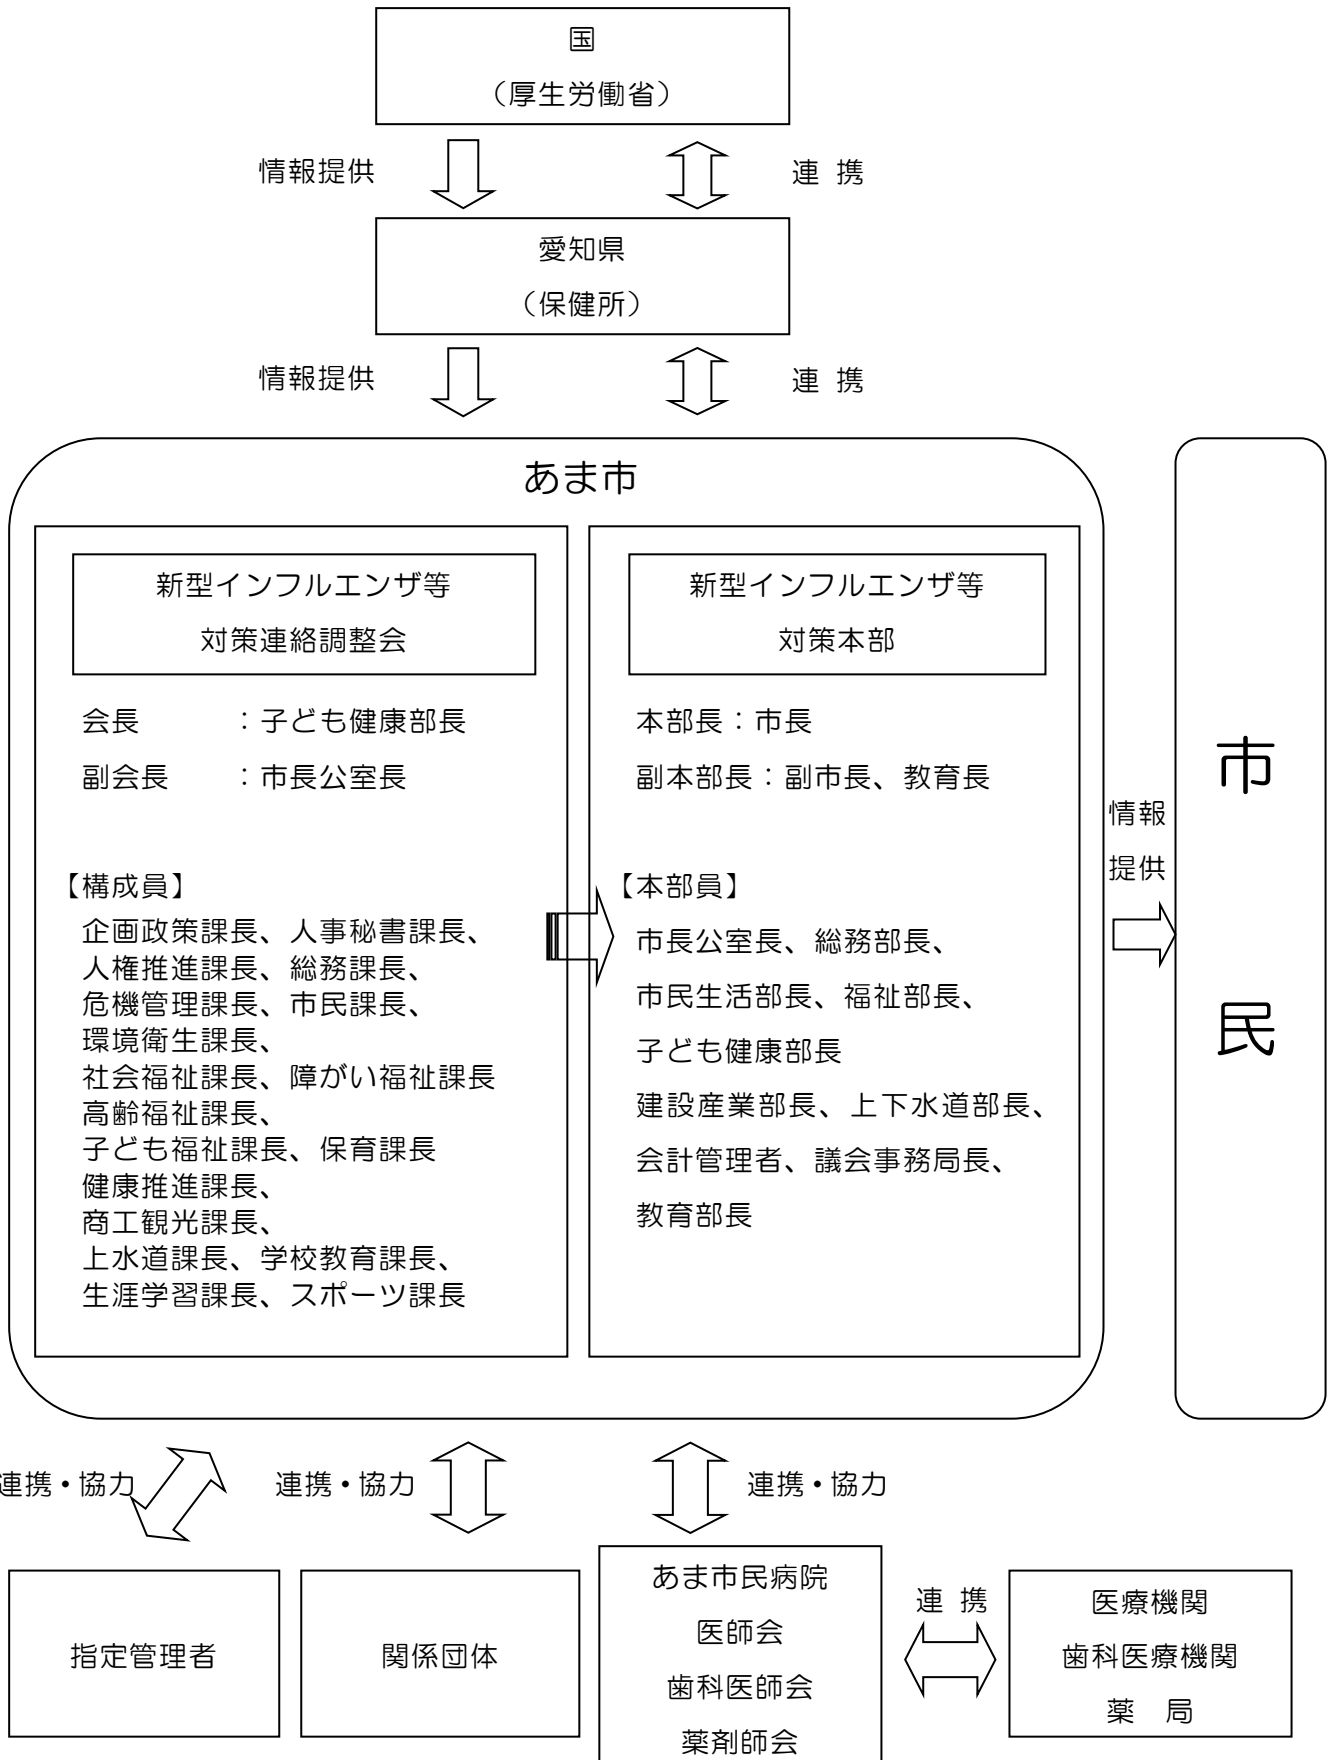 国
（厚生労働省）
情報提供
連 携
愛知県
（保健所）
情報提供
連 携
あま市
新型インフルエンザ等
対策連絡調整会
会長　　　：子ども健康部長
副会長　　：市長公室長
【構成員】
企画政策課長、人事秘書課長、
人権推進課長、総務課長、
危機管理課長、市民課長、
環境衛生課長、
社会福祉課長、障がい福祉課長
高齢福祉課長、
子ども福祉課長、保育課長
健康推進課長、
商工観光課長、
上水道課長、学校教育課長、
生涯学習課長、スポーツ課長
新型インフルエンザ等
対策本部
本部長：市長
副本部長：副市長、教育長
【本部員】
市長公室長、総務部長、
市民生活部長、福祉部長、
子ども健康部長
建設産業部長、上下水道部長、
会計管理者、議会事務局長、
教育部長
情報
提供
市
民
連携・協力
連携・協力
連携・協力
指定管理者
関係団体
あま市民病院
医師会
歯科医師会
薬剤師会
連 携
医療機関
歯科医療機関
薬　局